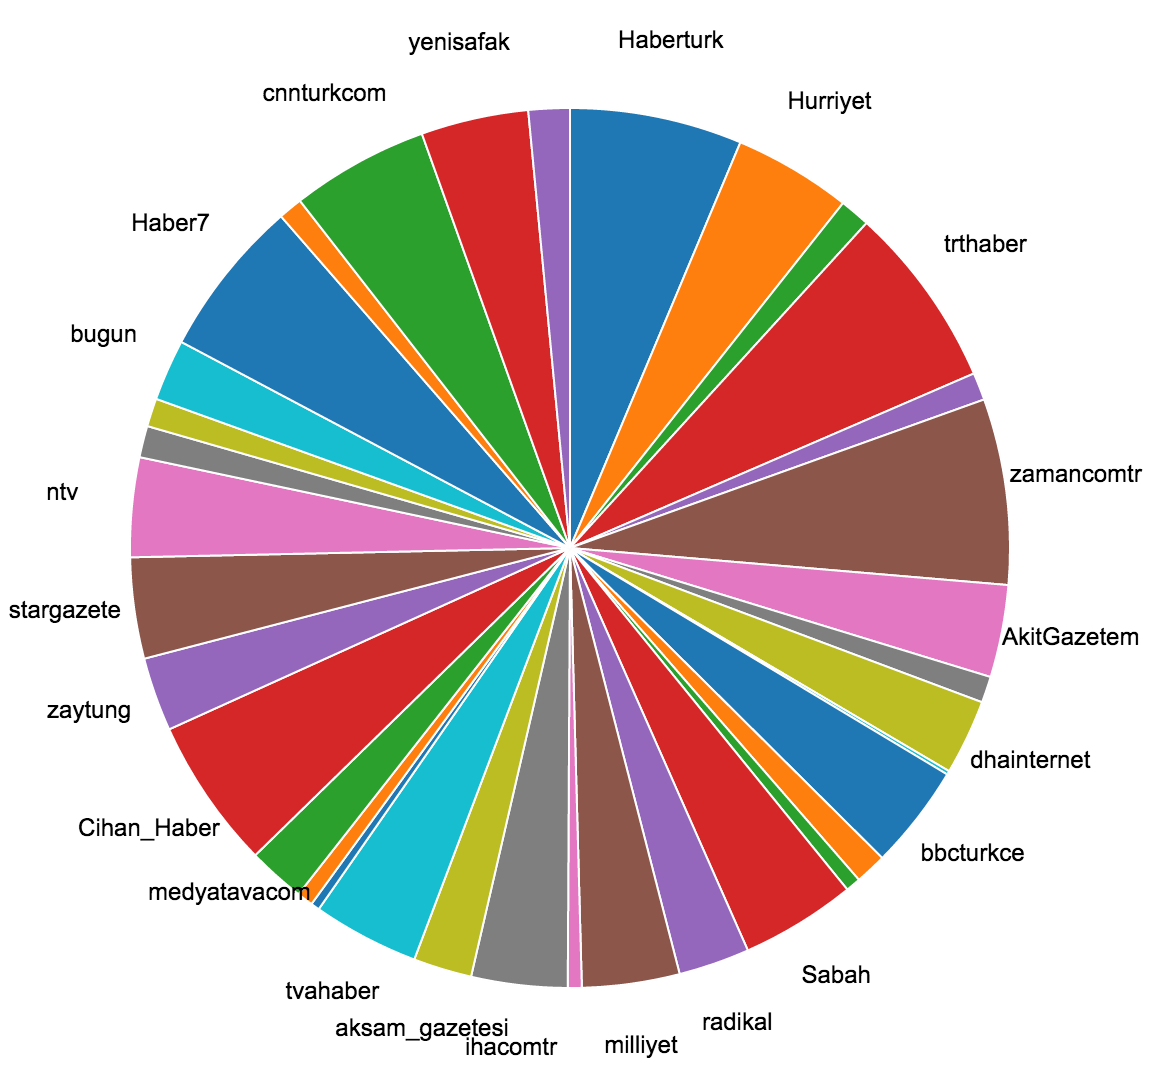 yenisafak
Haberturk
cnnturkcom
Hurriyet
Haber7
trthaber
bugun
zamancomtr
ntv
stargazete
AkitGazetem
zaytung
dhainternet
Cihan_Haber
bbcturkce
medyatavacom
Sabah
tvahaber
radikal
aksam_gazetesi
milliyet
ihacomtr